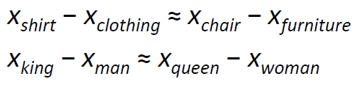 x_shirt − x_clothing ≈ x_chair − x_furniture
x_king − x_man ≈ x_queen − x_woman